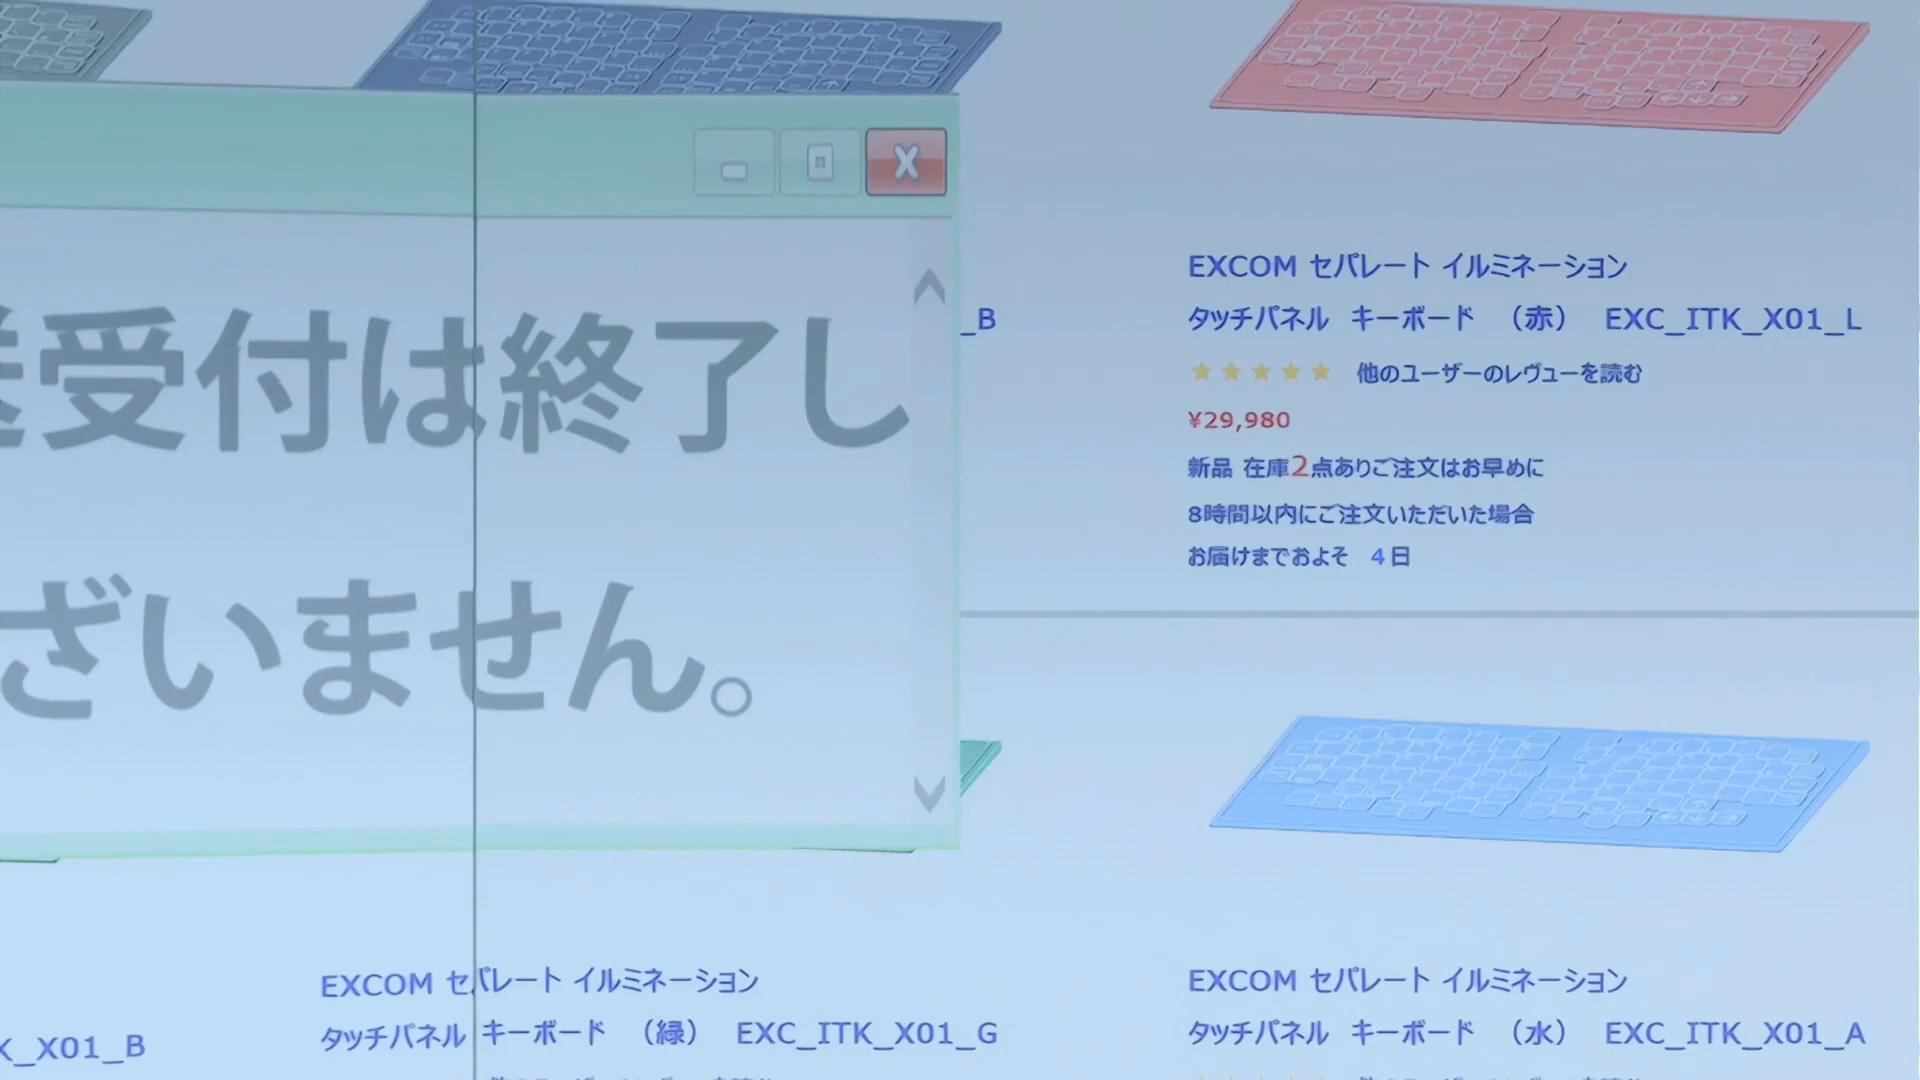 受付は終了し
ざいません。
_B
EXCOM セパレート イルミネーション
タッチパネル キーボード （赤） EXC_ITK_X01_L
★★★★★ 他のユーザーのレヴューを読む
¥29,980
新品 在庫2点ありご注文はお早めに
8時間以内にご注文いただいた場合
お届けまでおよそ 4日
K_X01_B
EXCOM セパレート イルミネーション
タッチパネル キーボード （緑） EXC_ITK_X01_G
EXCOM セパレート イルミネーション
タッチパネル キーボード （水） EXC_ITK_X01_A